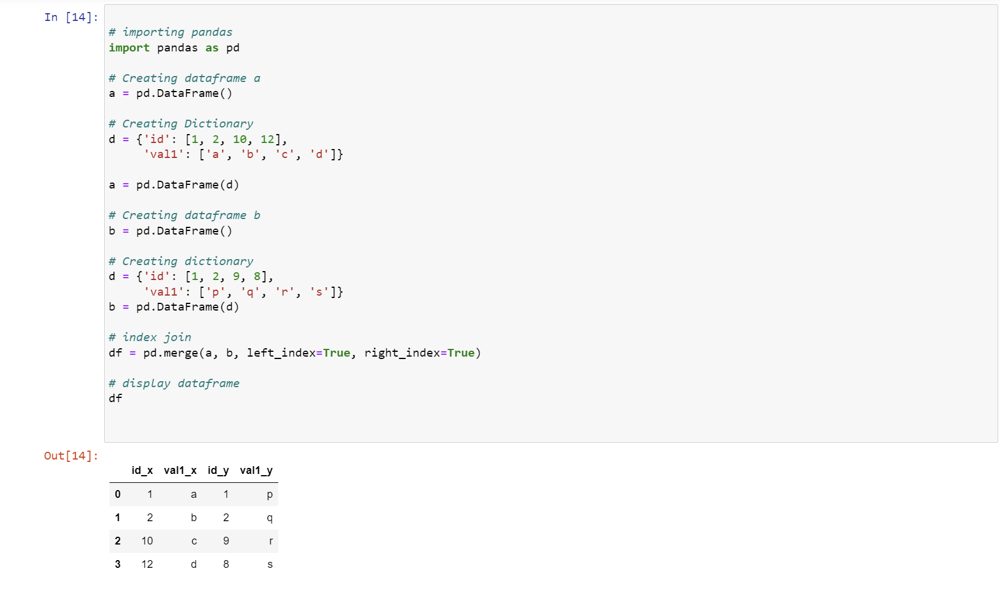 In [14]:
# importing pandas
import pandas as pd
# Creating dataframe a
a = pd.DataFrame()
# Creating Dictionary
d = {'id': [1, 2, 10, 12],
'val1': ['a', 'b', 'c', 'd']}
a = pd.DataFrame(d)
# Creating dataframe b
b = pd.DataFrame()
# Creating dictionary
d = {'id': [1, 2, 9, 8],
'val1': ['p', 'q', 'r', 's']}
b = pd.DataFrame(d)
# index join
df = pd.merge(a, b, left_index=True, right_index=True)
# display dataframe
df
Out[14]:
id_x val1_x id_y val1_y
0 1 a 1 p
1 2 b 2 q
2 10 c 9 r
3 12 d 8 s